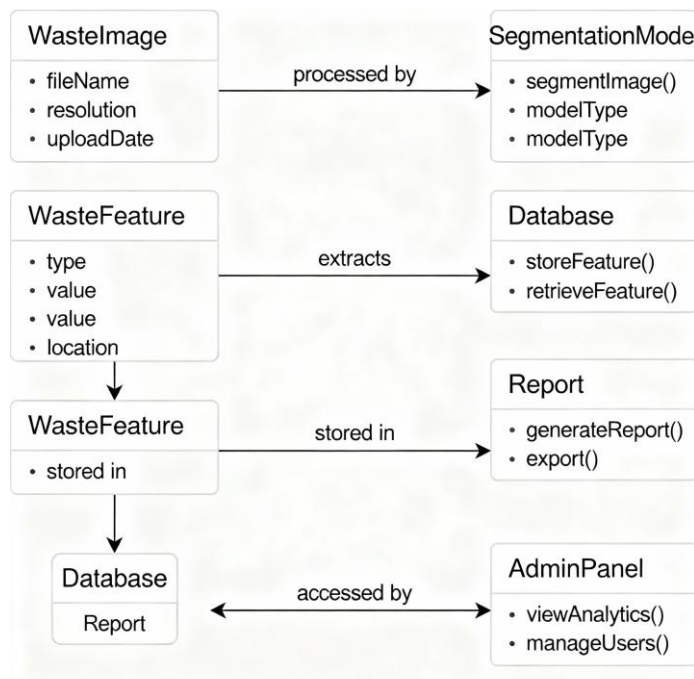 WasteImage
• fileName
• resolution
• uploadDate
processed by
SegmentationMode
• segmentImage()
• modelType
• modelType
WasteFeature
• type
• value
• value
• location
extracts
Database
• storeFeature()
• retrieveFeature()
WasteFeature
• stored in
stored in
Report
• generateReport()
• export()
Database
Report
accessed by
AdminPanel
• viewAnalytics()
• manageUsers()